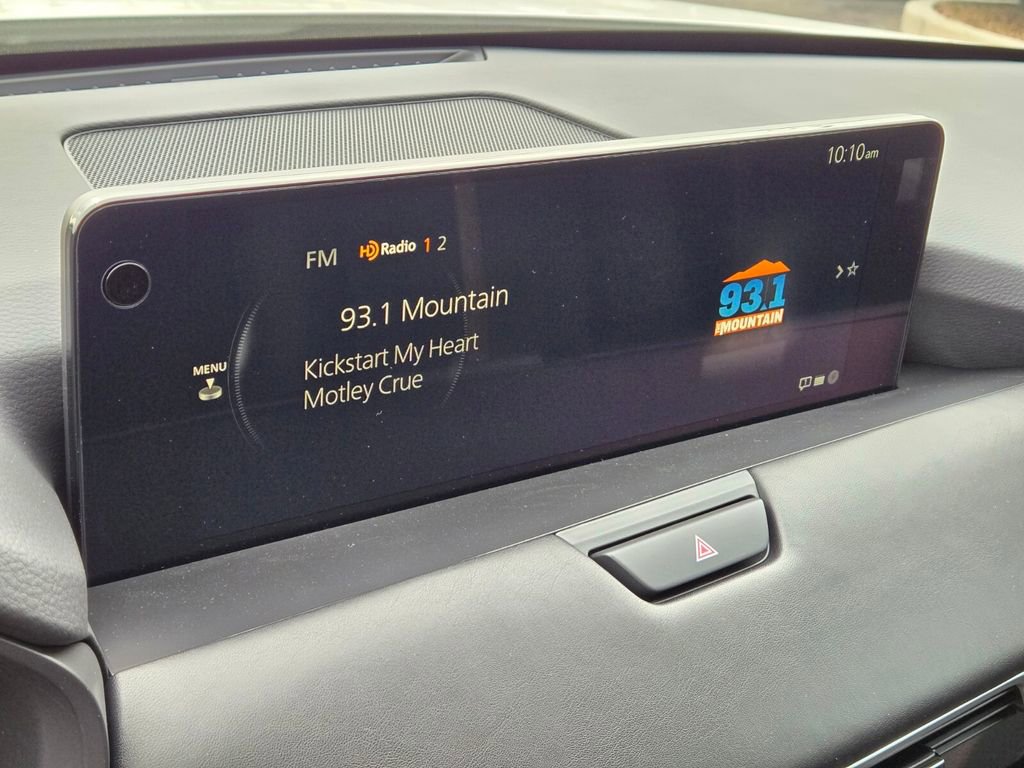 10:10am
FM HD Radio 1 2
93.1 Mountain
Kickstart My Heart
Motley Crue
MENU
93.1
THE MOUNTAIN